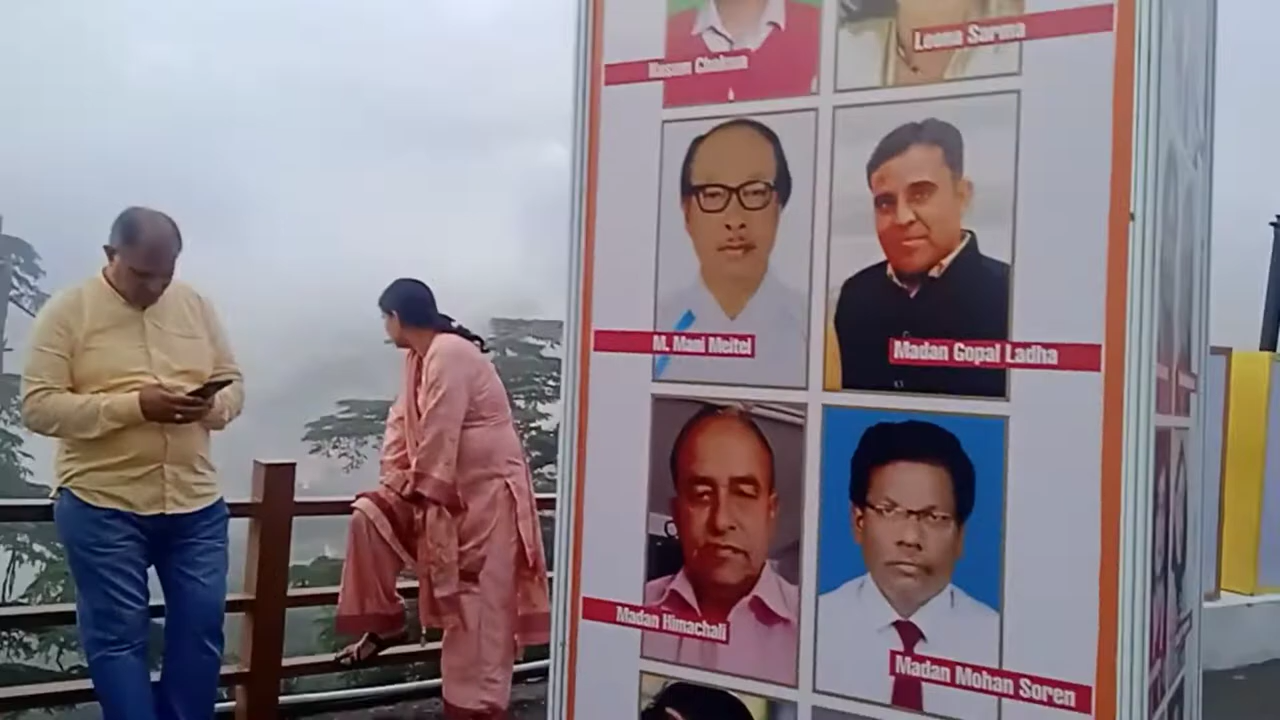 Leena Sarma
M. Mani Meitei
Madan Gopal Ladha
Madan Himachali
Madan Mohan Soren